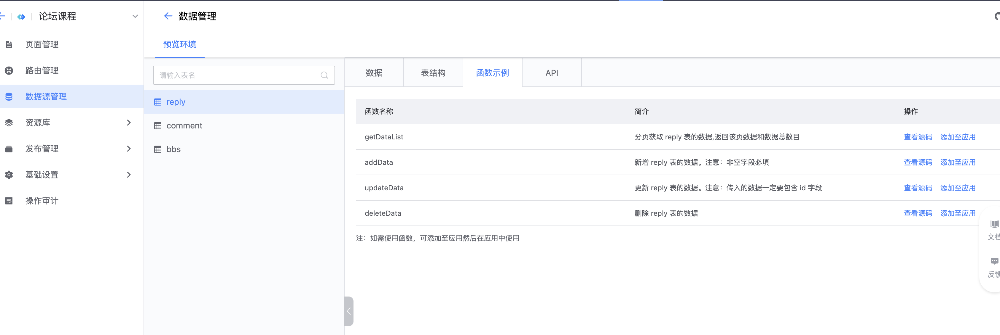 论坛课程
页面管理
路由管理
数据源管理
资源库
发布管理
基础设置
操作审计
数据管理
预览环境
请输入表名
reply
comment
bbs
数据 表结构 函数示例 API
函数名称 简介 操作
getDataList 分页获取 reply 表的数据,返回该页数据和数据总数目 查看源码 添加至应用
addData 新增 reply 表的数据。注意：非空字段必填 查看源码 添加至应用
updateData 更新 reply 表的数据。注意：传入的数据一定要包含 id 字段 查看源码 添加至应用
deleteData 删除 reply 表的数据 查看源码 添加至应用
注：如需使用函数，可添加至应用然后在应用中使用
文档
反馈